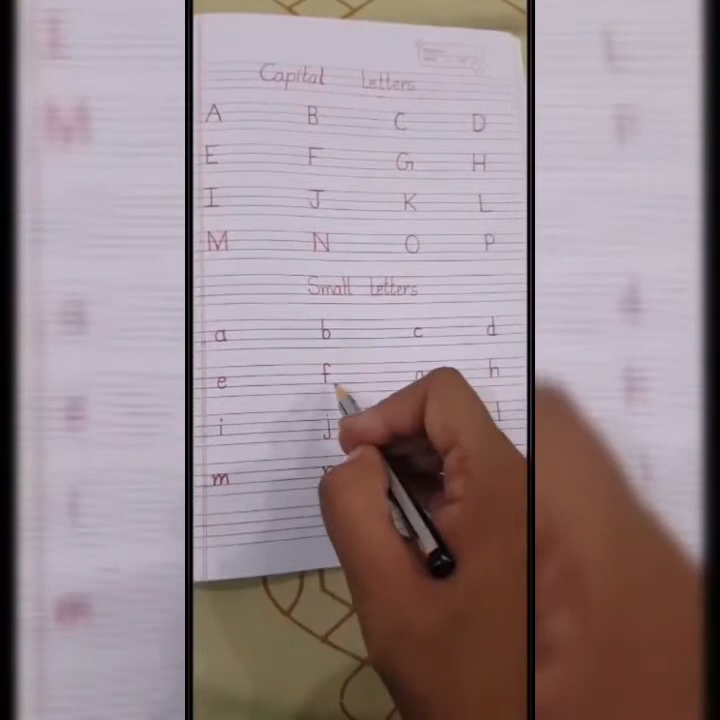 Capital Letters
A B C D
E F G H
I J K L
M N O P
Small Letters
a b c d
e f g h
i j l
m